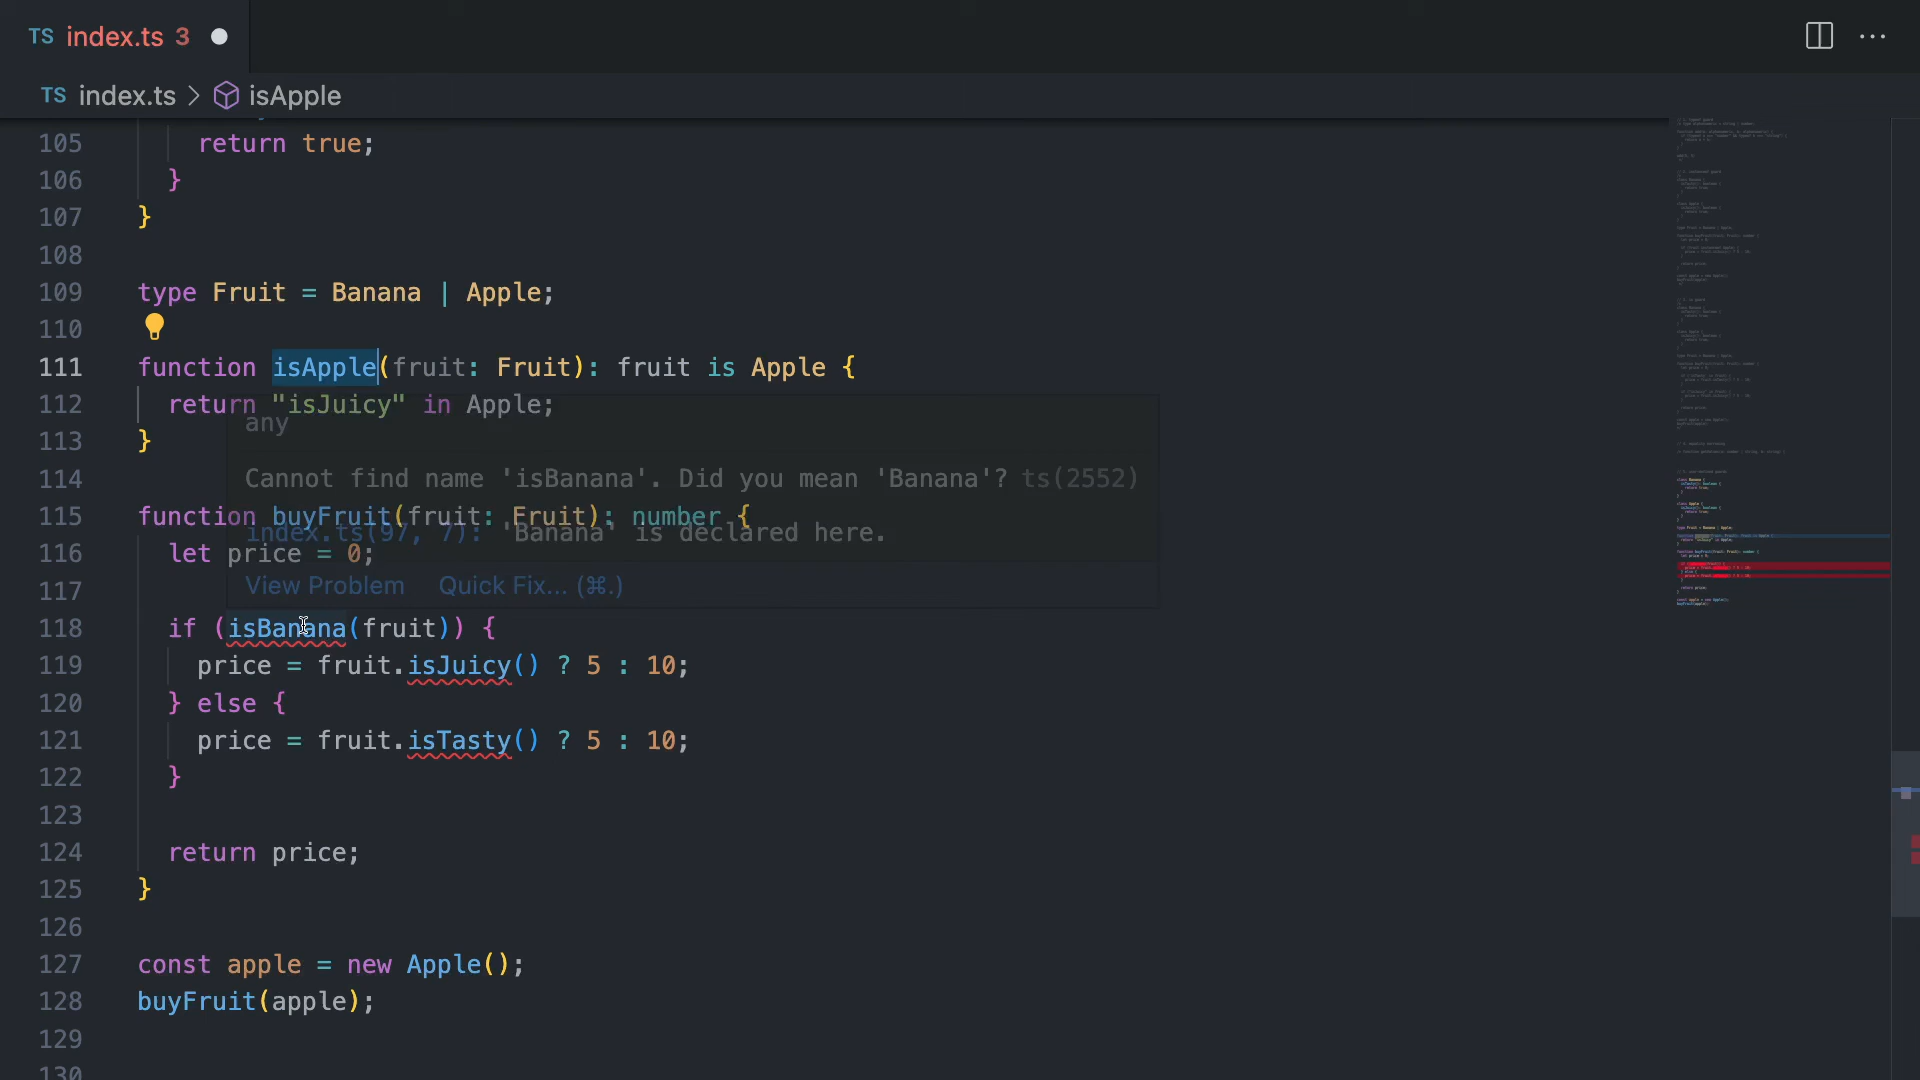 TS index.ts 3
TS index.ts > isApple
105 return true;
106 }
107 }
108
109 type Fruit = Banana | Apple;
110
111 function isApple(fruit: Fruit): fruit is Apple {
112 return "isJuicy" in Apple;
any
113 }
114 Cannot find name 'isBanana'. Did you mean 'Banana'? ts(2552)
115 function buyFruit(fruit: Fruit): number {
index.ts(97, 7): 'Banana' is declared here.
116 let price = 0;
117
View Problem Quick Fix... (⌘.)
118 if (isBanana(fruit)) {
119 price = fruit.isJuicy() ? 5 : 10;
120 } else {
121 price = fruit.isTasty() ? 5 : 10;
122 }
123
124 return price;
125 }
126
127 const apple = new Apple();
128 buyFruit(apple);
129
130